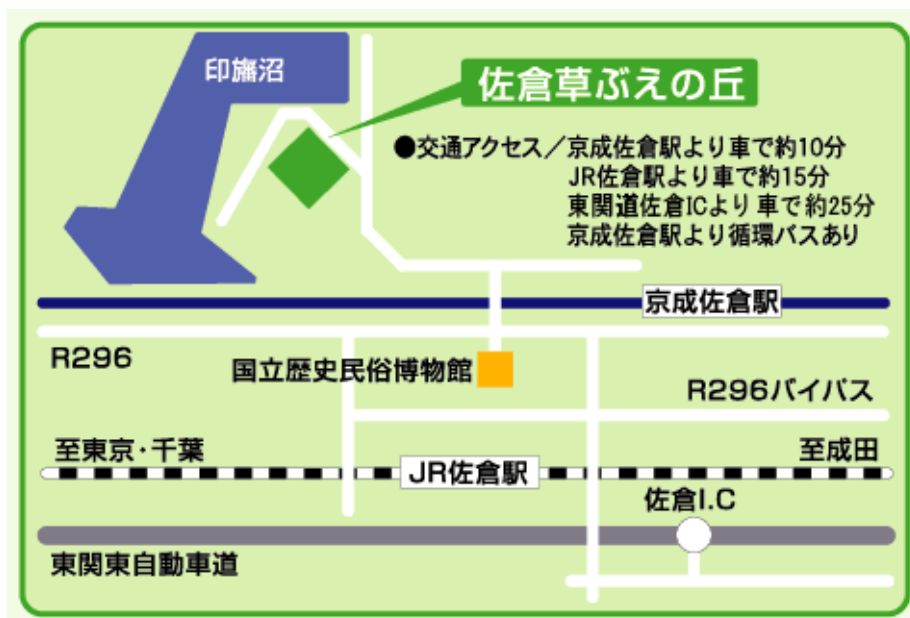 印旛沼
佐倉草ぶえの丘
●交通アクセス／京成佐倉駅より車で約10分
JR佐倉駅より車で約15分
東関道佐倉ICより車で約25分
京成佐倉駅より循環バスあり
京成佐倉駅
R296
国立歴史民俗博物館
R296バイパス
至東京・千葉
至成田
JR佐倉駅
佐倉I.C
東関東自動車道